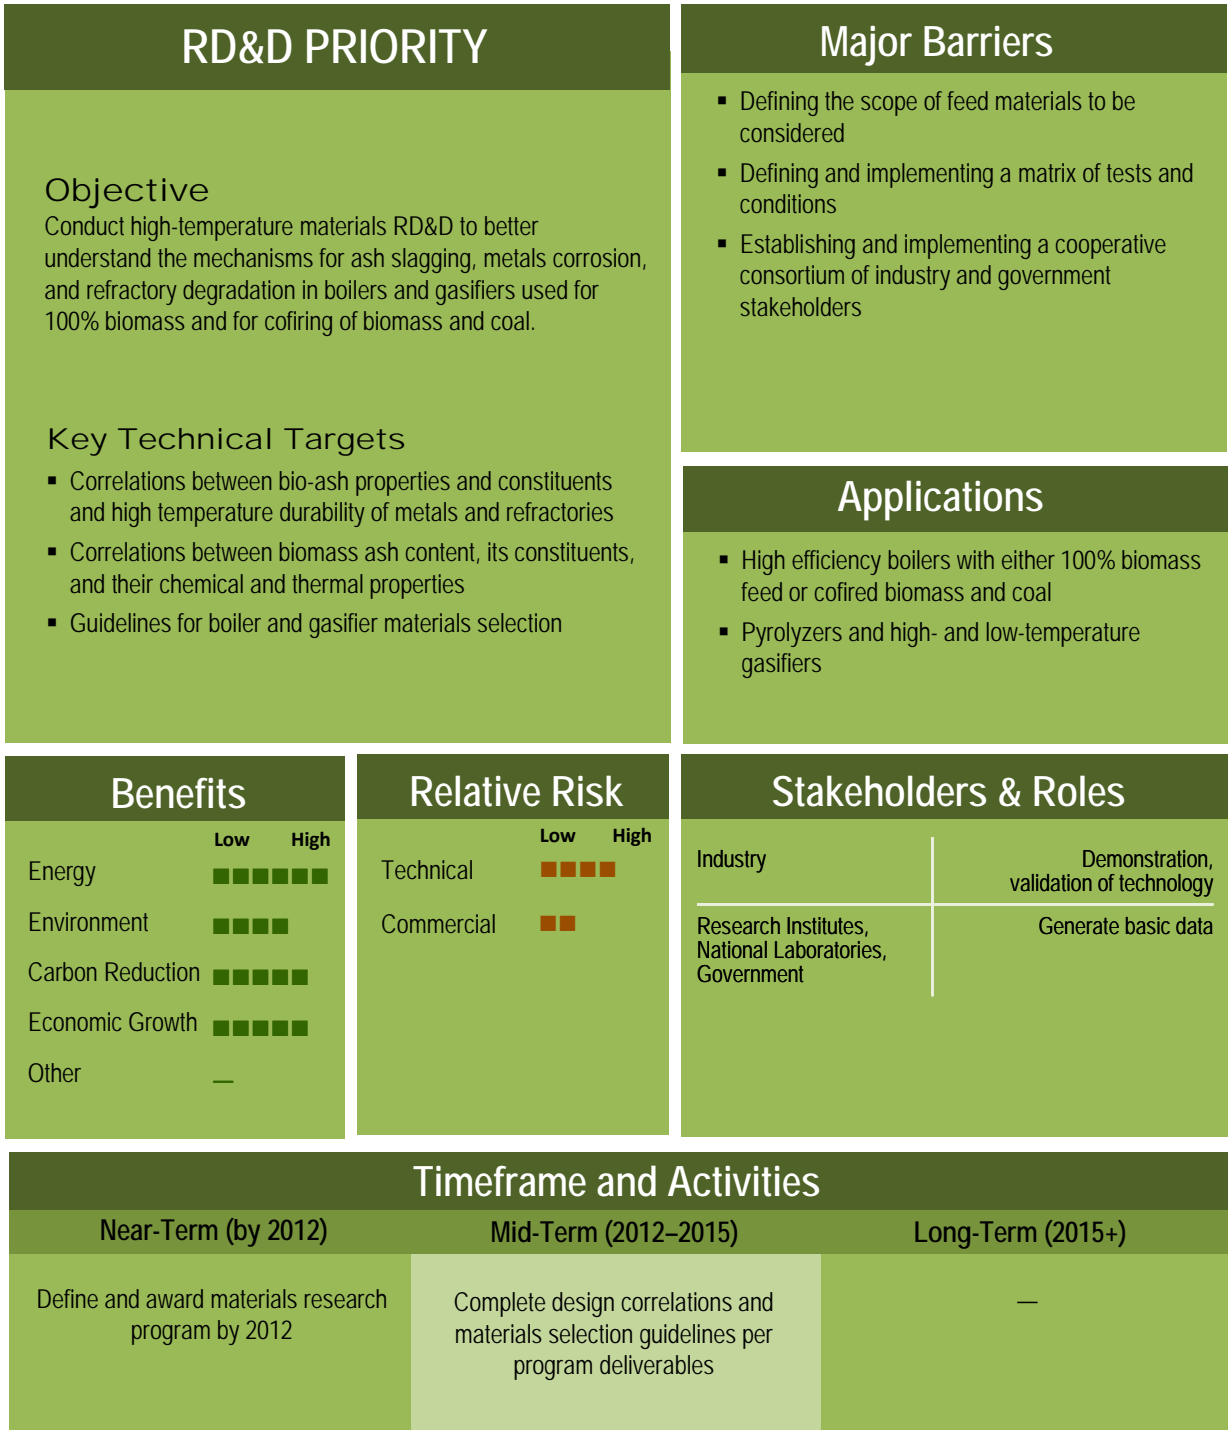 RD&D PRIORITY
Objective
Conduct high-temperature materials RD&D to better
understand the mechanisms for ash slagging, metals corrosion,
and refractory degradation in boilers and gasifiers used for
100% biomass and for cofiring of biomass and coal.
Key Technical Targets
▪ Correlations between bio-ash properties and constituents
and high temperature durability of metals and refractories
▪ Correlations between biomass ash content, its constituents,
and their chemical and thermal properties
▪ Guidelines for boiler and gasifier materials selection
Major Barriers
▪ Defining the scope of feed materials to be
considered
▪ Defining and implementing a matrix of tests and
conditions
▪ Establishing and implementing a cooperative
consortium of industry and government
stakeholders
Applications
▪ High efficiency boilers with either 100% biomass
feed or cofired biomass and coal
▪ Pyrolyzers and high- and low-temperature
gasifiers
Benefits
Low High
Energy
Environment
Carbon Reduction
Economic Growth
Other —
Relative Risk
Low High
Technical
Commercial
Stakeholders & Roles
Industry
Demonstration,
validation of technology
Research Institutes,
National Laboratories,
Government
Generate basic data
Timeframe and Activities
Near-Term (by 2012)
Mid-Term (2012–2015)
Long-Term (2015+)
Define and award materials research
program by 2012
Complete design correlations and
materials selection guidelines per
program deliverables
—